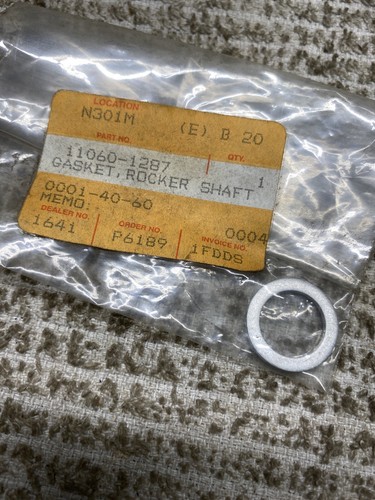 LOCATION
N301M (E) B 20
PART NO. QTY.
11060-1287 1
GASKET,ROCKER SHAFT
0001-40-60 0004
MEMO:
DEALER NO. ORDER NO. INVOICE NO.
1641 P6189 1FDDS